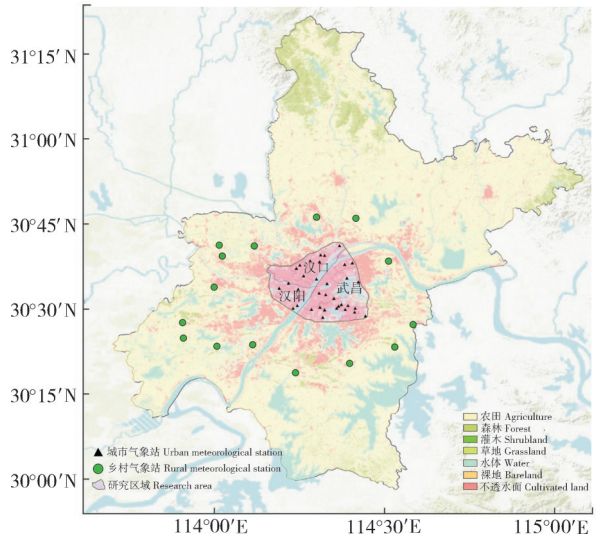 31°15′N
31°00′N
30°45′N
30°30′N
30°15′N
30°00′N
汉口
汉阳
武昌
城市气象站 Urban meteorological station
乡村气象站 Rural meteorological station
研究区域 Research area
农田 Agriculture
森林 Forest
灌木 Shrubland
草地 Grassland
水体 Water
裸地 Bareland
不透水面 Cultivated land
114°00′E
114°30′E
115°00′E